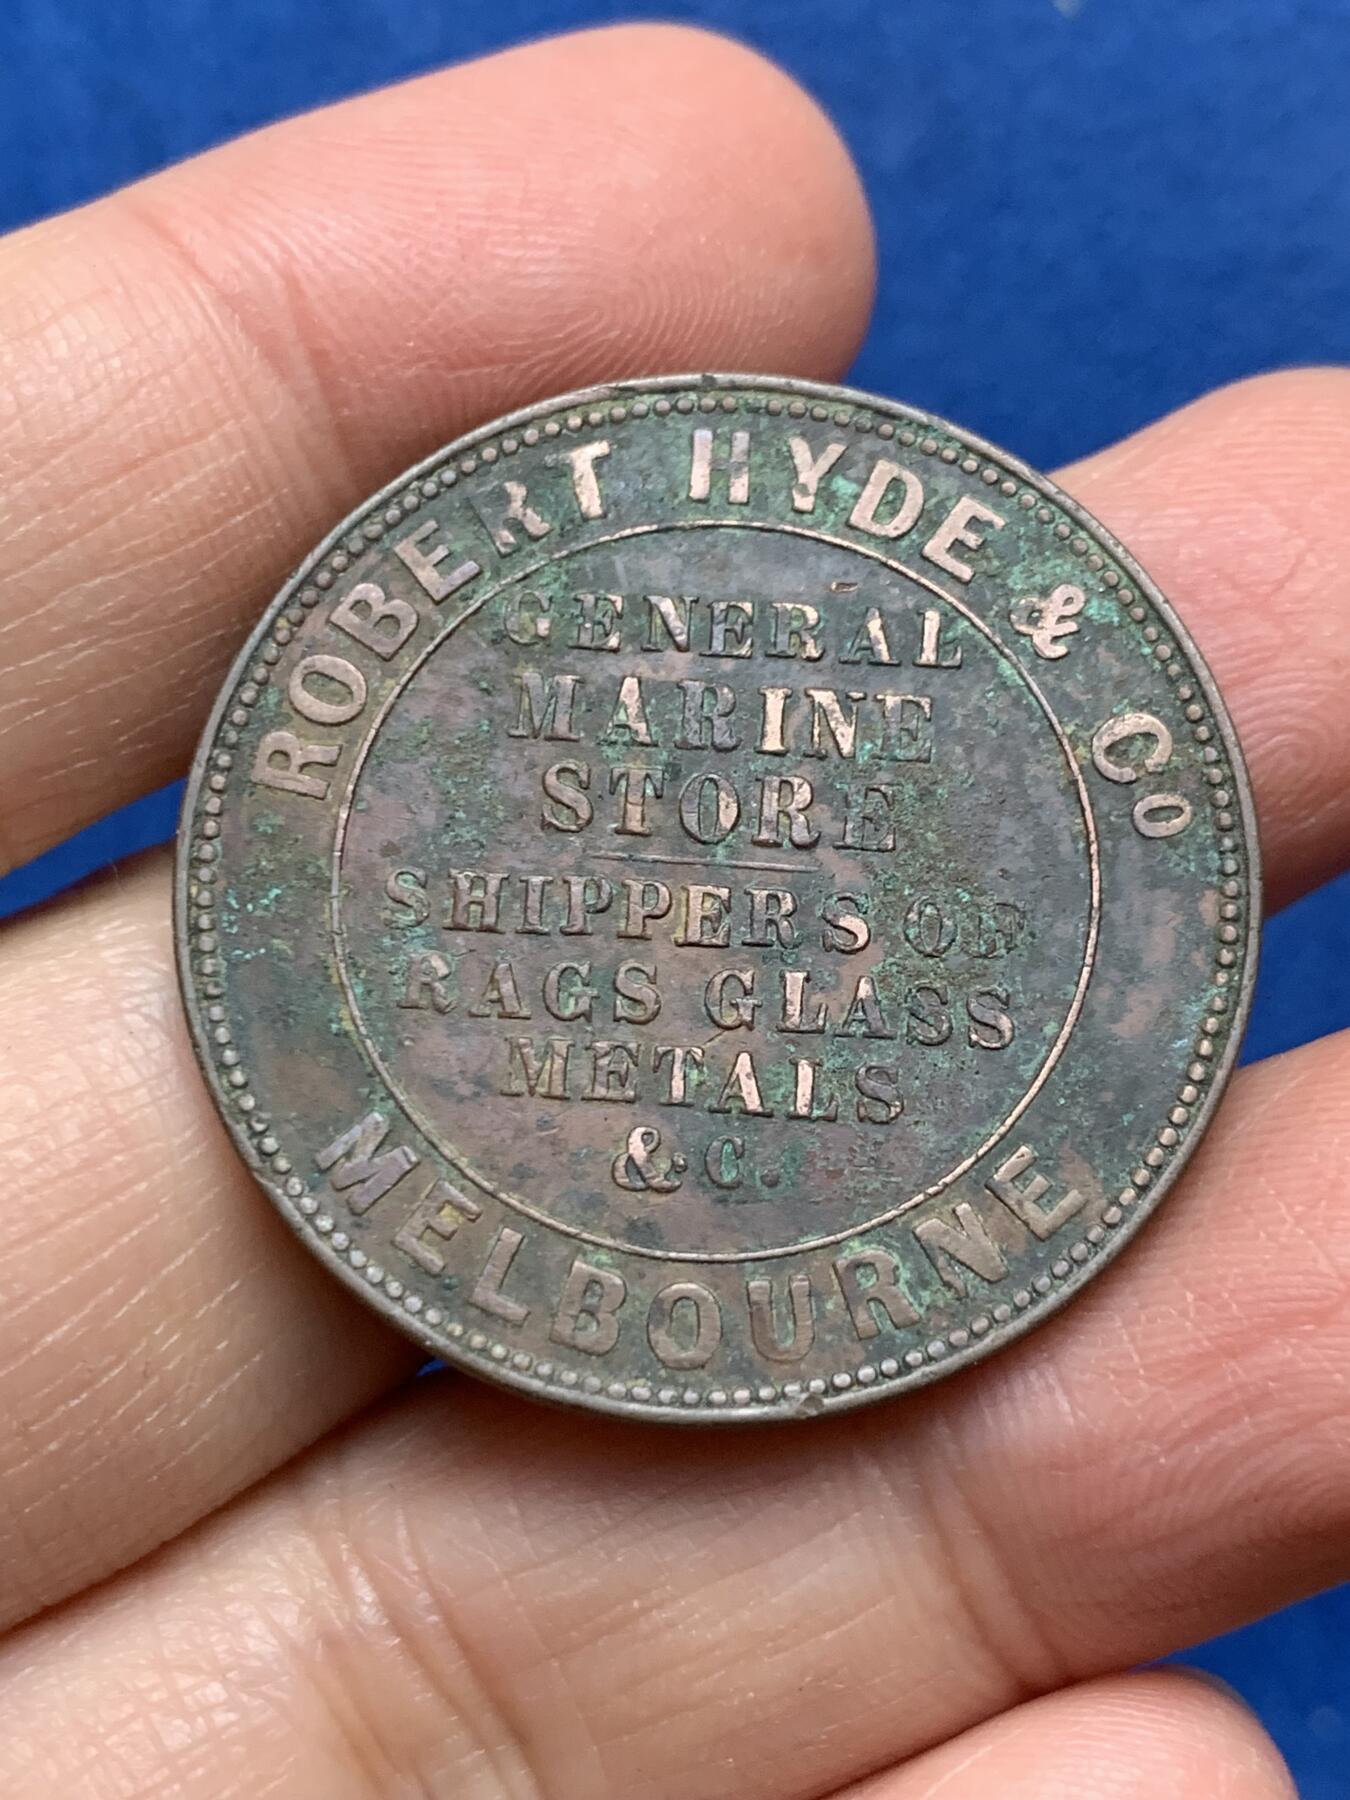 ROBERT HYDE & Co
GENERAL
MARINE
STORE
SHIPPERS OF
RAGS GLASS
METALS
& C.
MELBOURNE